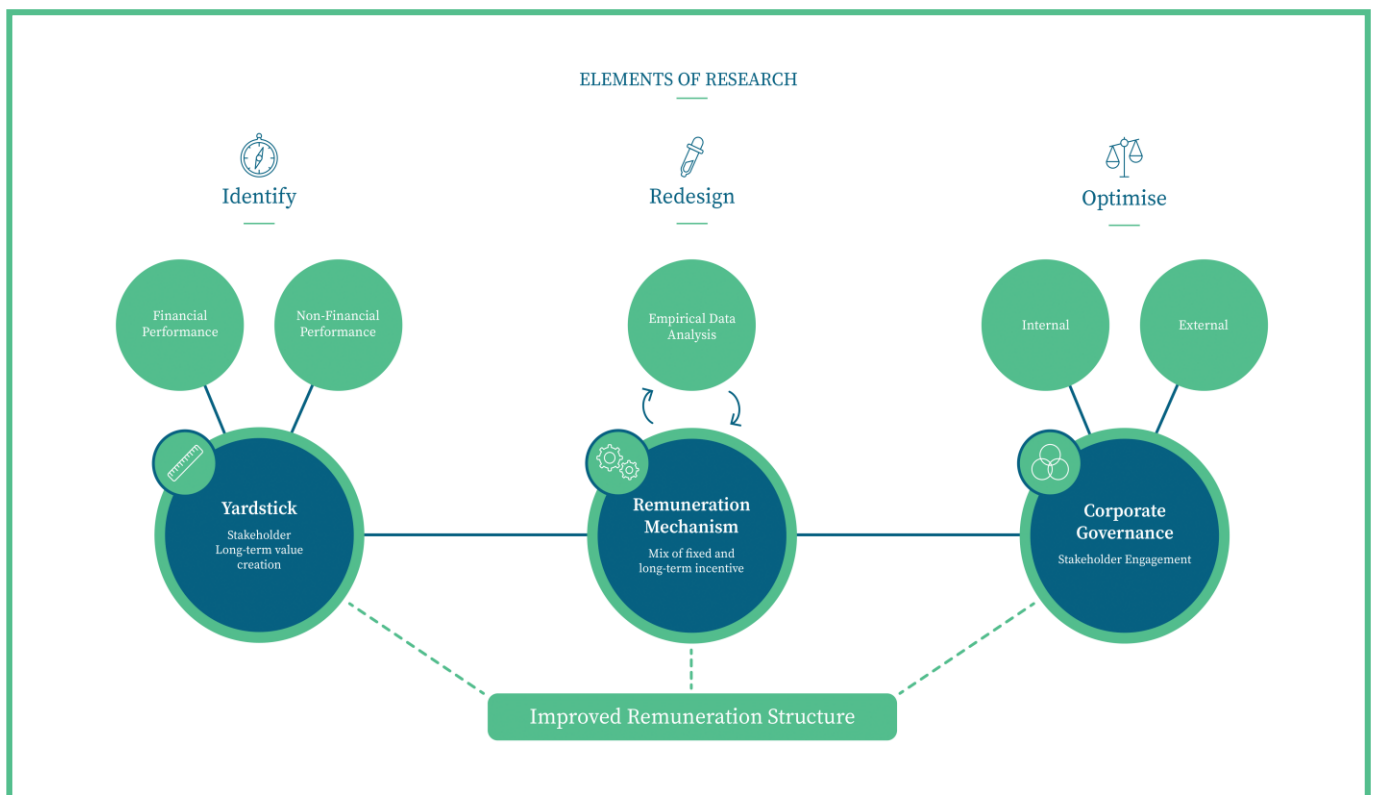 ELEMENTS OF RESEARCH
Identify
Redesign
Optimise
Financial
Performance
Non-Financial
Performance
Empirical Data
Analysis
Internal
External
Yardstick
Stakeholder
Long-term value
creation
Remuneration
Mechanism
Mix of fixed and
long-term incentive
Corporate
Governance
Stakeholder Engagement
Improved Remuneration Structure